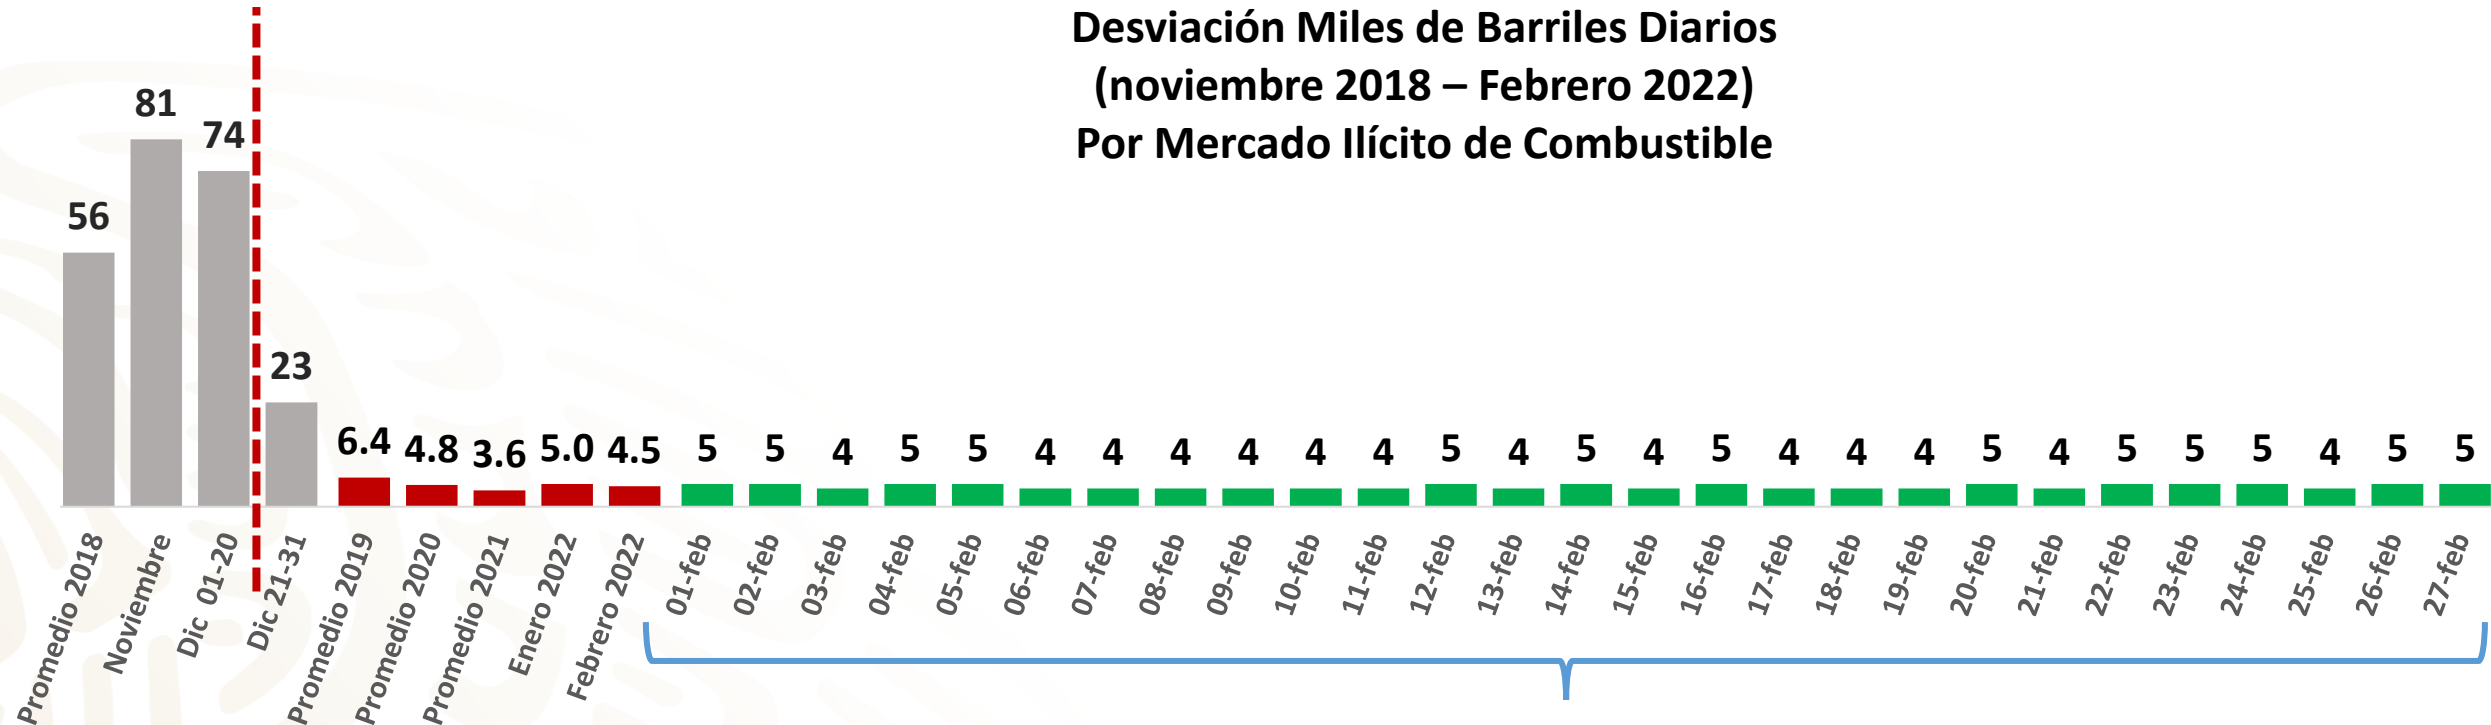 Desviación Miles de Barriles Diarios
(noviembre 2018 – Febrero 2022)
Por Mercado Ilícito de Combustible
56
81
74
23
6.4
4.8
3.6
5.0
4.5
5
5
4
5
5
4
4
4
4
4
4
5
4
5
4
5
4
4
4
5
4
5
5
5
4
5
5
Promedio 2018
Noviembre
Dic 01-20
Dic 21-31
Promedio 2019
Promedio 2020
Promedio 2021
Enero 2022
Febrero 2022
01-feb
02-feb
03-feb
04-feb
05-feb
06-feb
07-feb
08-feb
09-feb
10-feb
11-feb
12-feb
13-feb
14-feb
15-feb
16-feb
17-feb
18-feb
19-feb
20-feb
21-feb
22-feb
23-feb
24-feb
25-feb
26-feb
27-feb